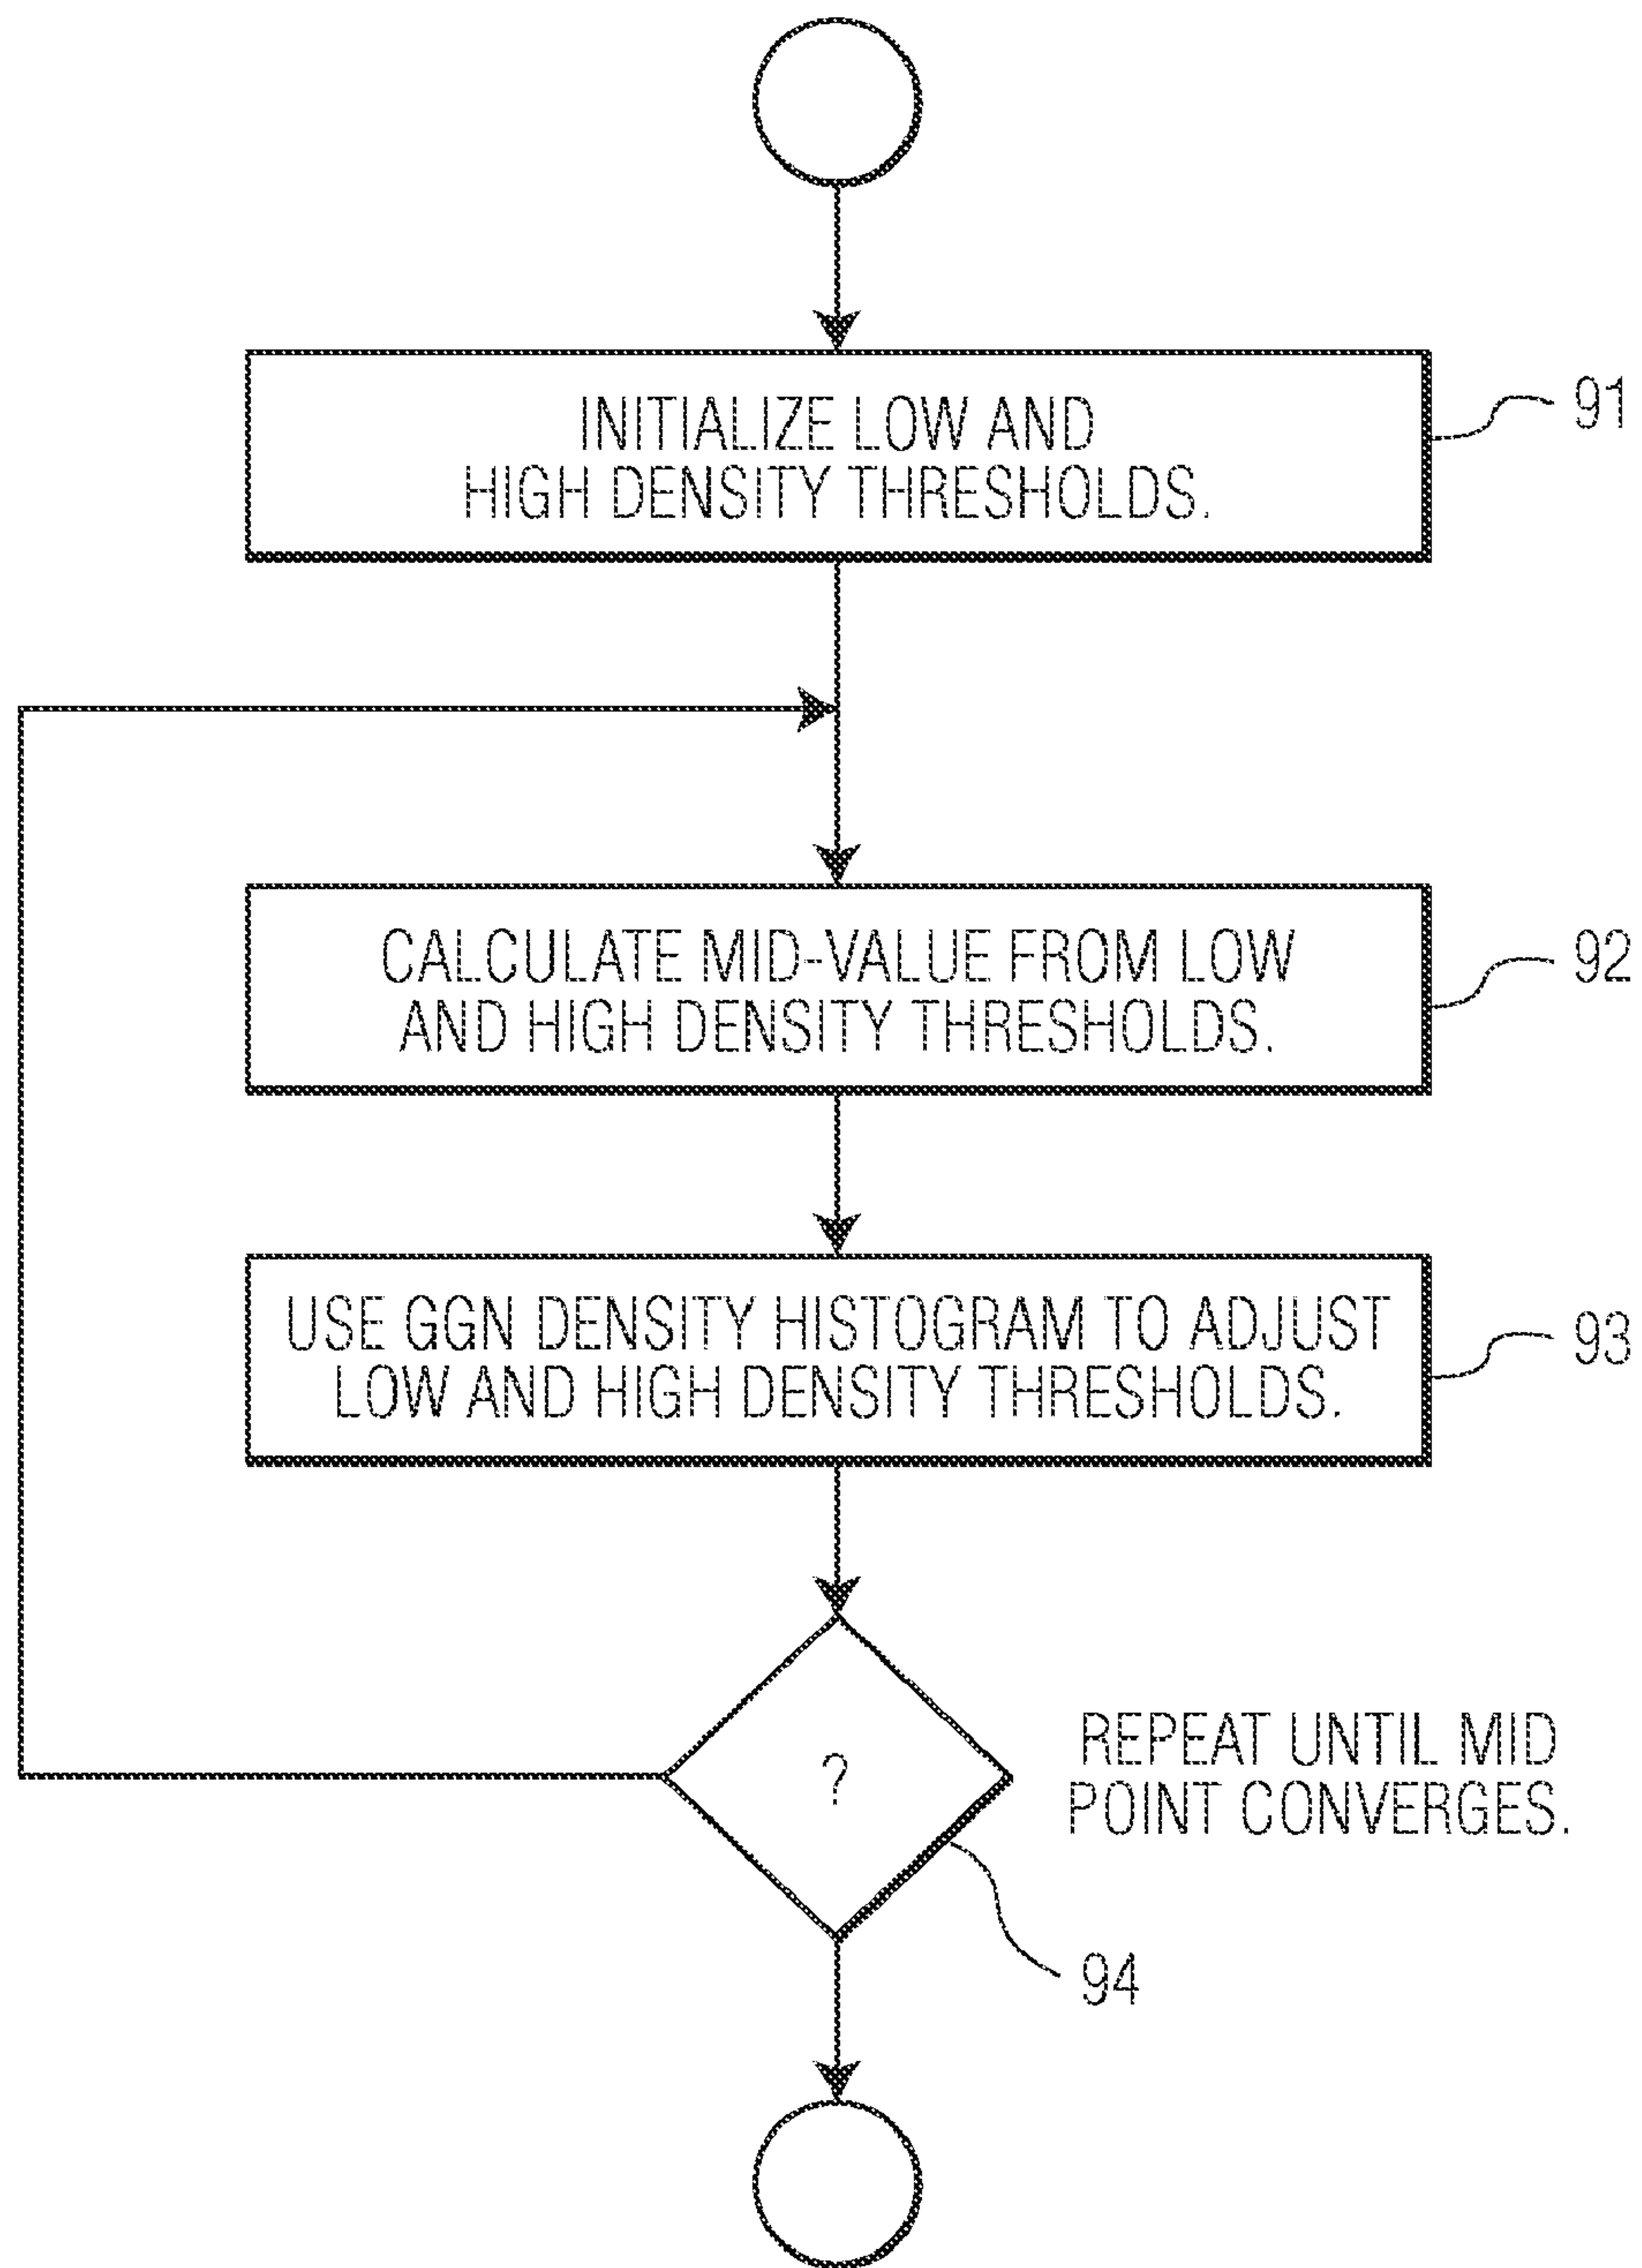 INITIALIZE LOW AND
HIGH DENSITY THRESHOLDS.
91
CALCULATE MID-VALUE FROM LOW
AND HIGH DENSITY THRESHOLDS.
92
USE GGN DENSITY HISTOGRAM TO ADJUST
LOW AND HIGH DENSITY THRESHOLDS.
93
?
REPEAT UNTIL MID
POINT CONVERGES.
94